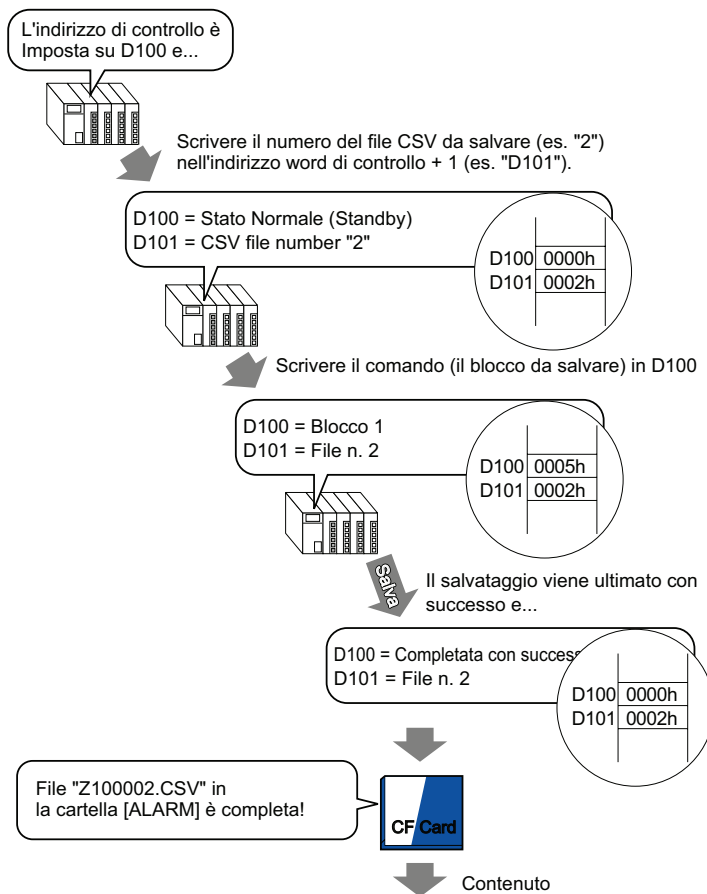 L'indirizzo di controllo è
Imposta su D100 e...
Scrivere il numero del file CSV da salvare (es. "2")
nell'indirizzo word di controllo + 1 (es. "D101").
D100 = Stato Normale (Standby)
D101 = CSV file number "2"
D100 0000h
D101 0002h
Scrivere il comando (il blocco da salvare) in D100
D100 = Blocco 1
D101 = File n. 2
D100 0005h
D101 0002h
Salva
Il salvataggio viene ultimato con
successo e...
D100 = Completata con success
D101 = File n. 2
D100 0000h
D101 0002h
File "Z100002.CSV" in
la cartella [ALARM] è completa!
CF Card
Contenuto